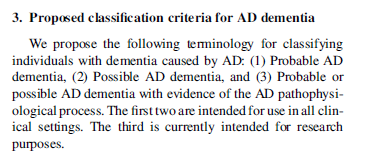 3. Proposed classification criteria for AD dementia
We propose the following terminology for classifying
individuals with dementia caused by AD: (1) Probable AD
dementia, (2) Possible AD dementia, and (3) Probable or
possible AD dementia with evidence of the AD pathophysi-
ological process. The first two are intended for use in all clin-
ical settings. The third is currently intended for research
purposes.